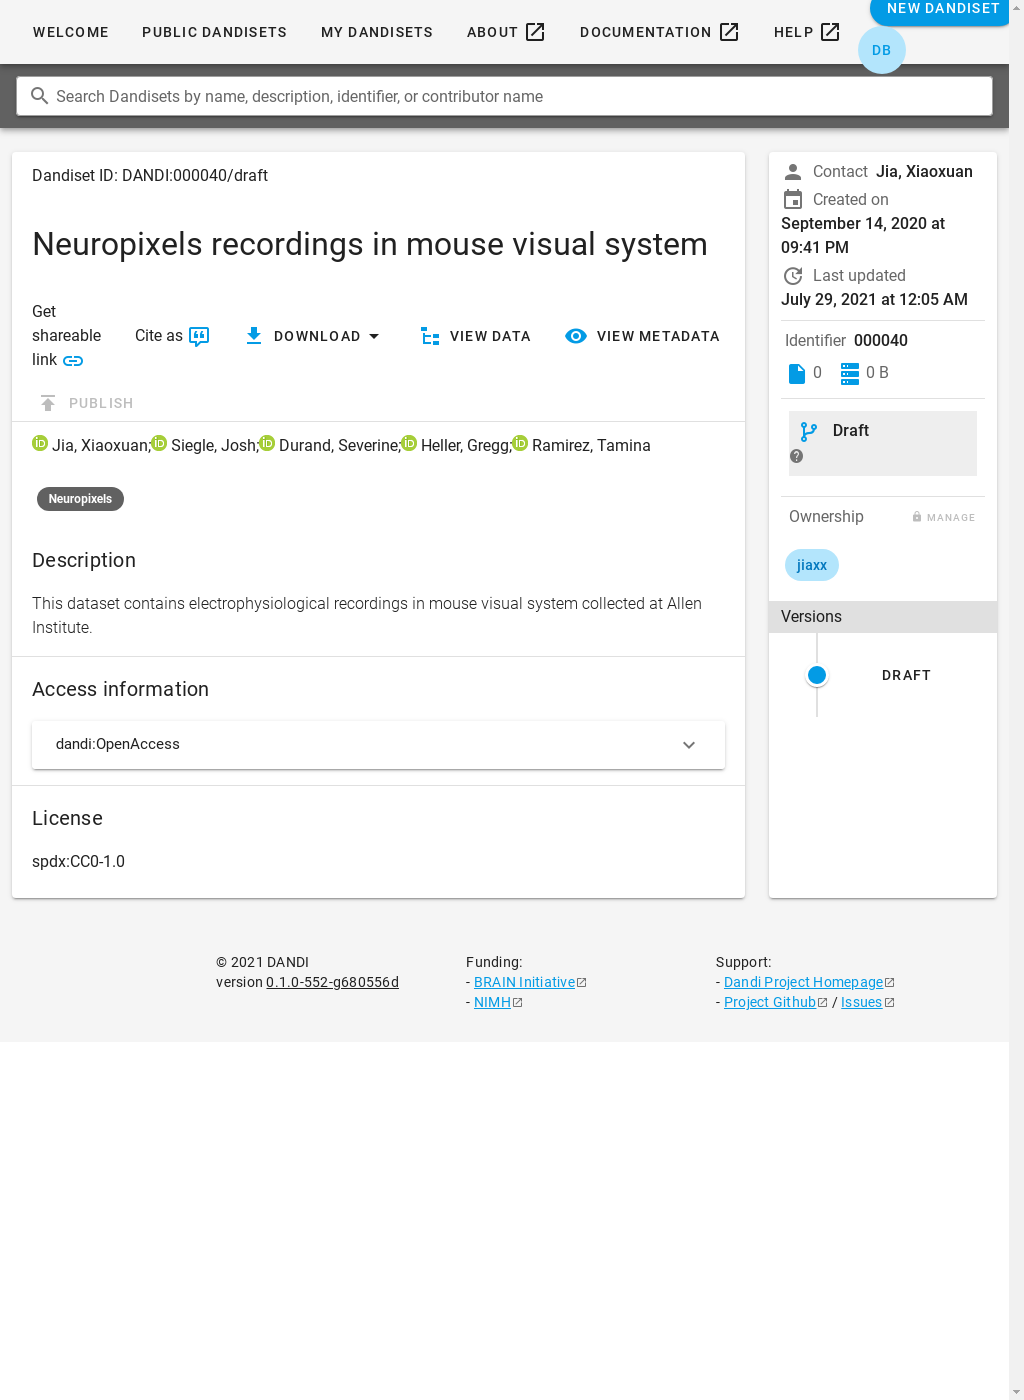 WELCOME PUBLIC DANDISETS MY DANDISETS ABOUT DOCUMENTATION HELP NEW DANDISET
DB
Search Dandisets by name, description, identifier, or contributor name
Dandiset ID: DANDI:000040/draft
Neuropixels recordings in mouse visual system
Get
shareable
link
Cite as
DOWNLOAD
VIEW DATA
VIEW METADATA
PUBLISH
Jia, Xiaoxuan; Siegle, Josh; Durand, Severine; Heller, Gregg; Ramirez, Tamina
Neuropixels
Description
This dataset contains electrophysiological recordings in mouse visual system collected at Allen
Institute.
Access information
dandi:OpenAccess
License
spdx:CC0-1.0
Contact Jia, Xiaoxuan
Created on
September 14, 2020 at
09:41 PM
Last updated
July 29, 2021 at 12:05 AM
Identifier 000040
0 0 B
Draft
Ownership MANAGE
jiaxx
Versions
DRAFT
© 2021 DANDI
version 0.1.0-552-g680556d
Funding:
- BRAIN Initiative
- NIMH
Support:
- Dandi Project Homepage
- Project Github / Issues